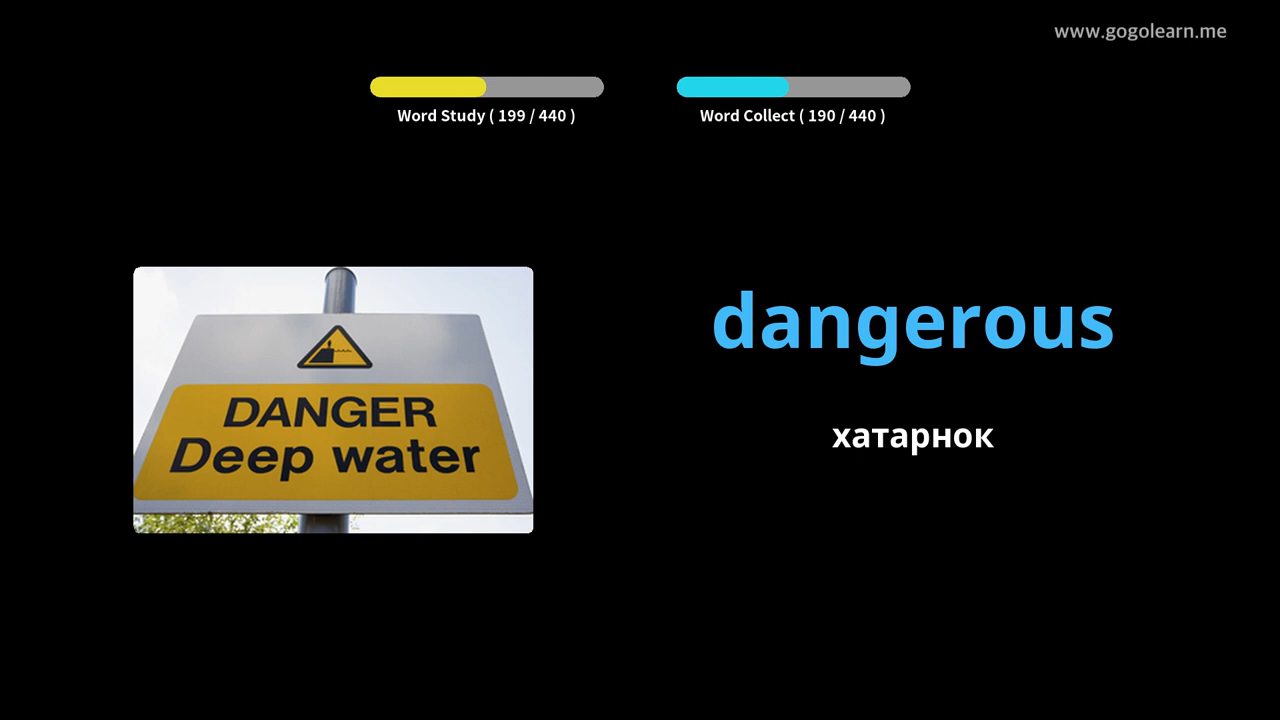 www.gogolearn.me
Word Study ( 199 / 440 )
Word Collect ( 190 / 440 )
DANGER
Deep water
dangerous
хатарнок